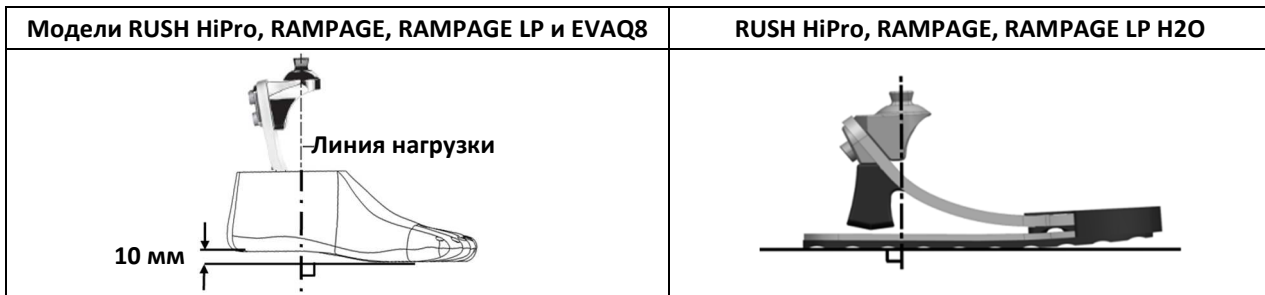 Модели RUSH HiPro, RAMPAGE, RAMPAGE LP и EVAQ8
RUSH HiPro, RAMPAGE, RAMPAGE LP H2O
Линия нагрузки
10 мм